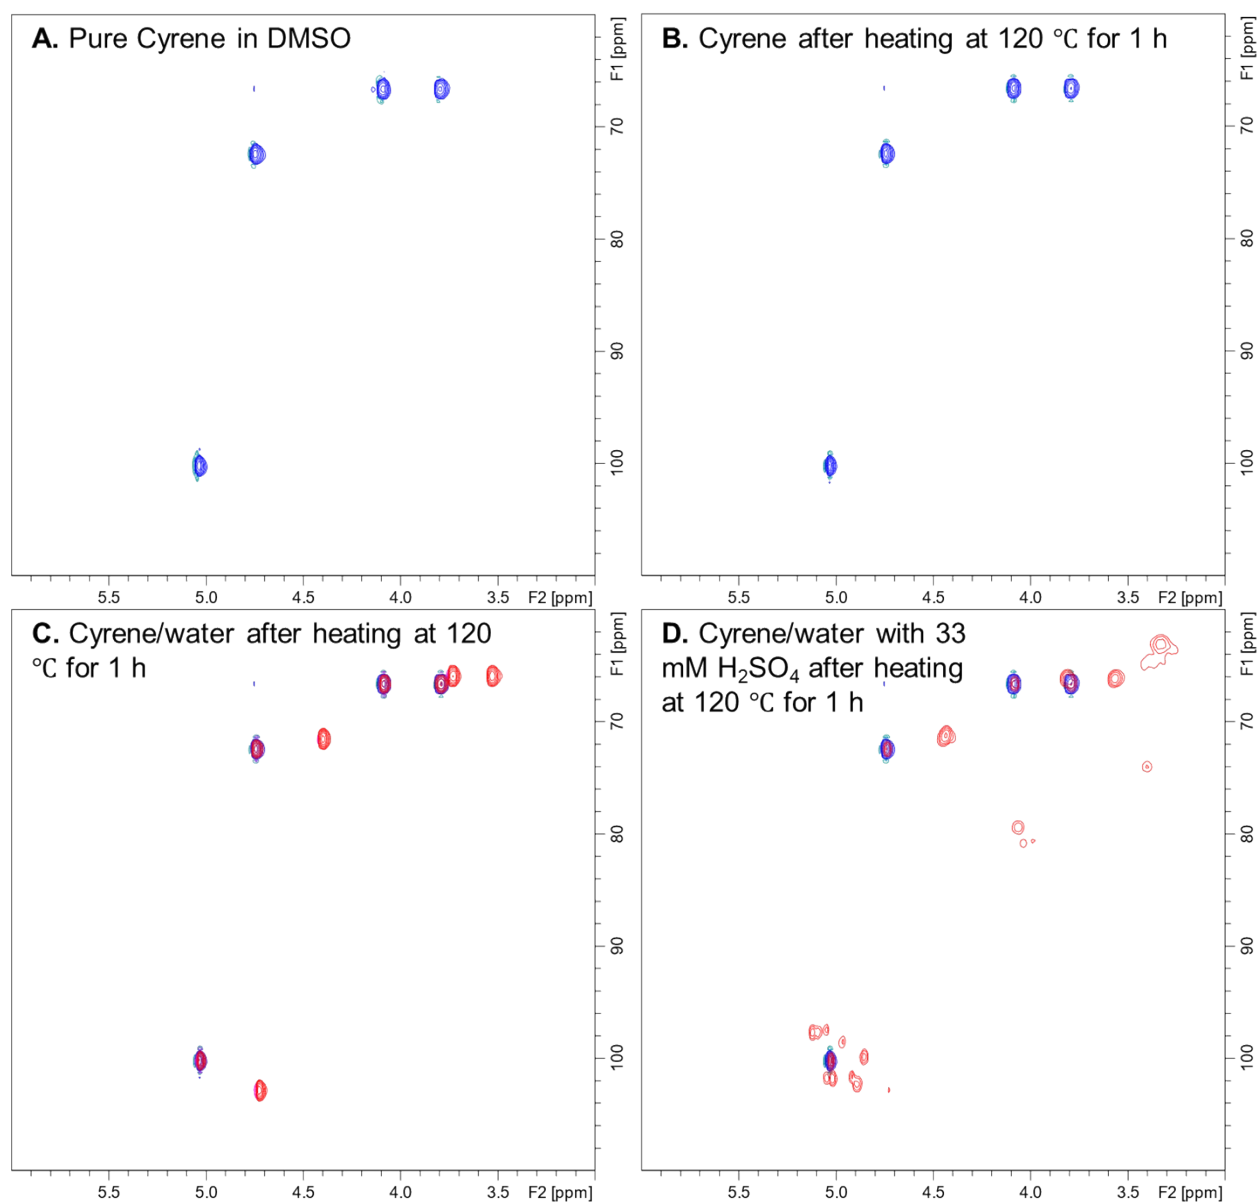 A. Pure Cyrene in DMSO
F1 [ppm]
70
80
90
100
5.5 5.0 4.5 4.0 3.5 F2 [ppm]
B. Cyrene after heating at 120 °C for 1 h
F1 [ppm]
70
80
90
100
5.5 5.0 4.5 4.0 3.5 F2 [ppm]
C. Cyrene/water after heating at 120
°C for 1 h
F1 [ppm]
70
80
90
100
5.5 5.0 4.5 4.0 3.5 F2 [ppm]
D. Cyrene/water with 33
mM H₂SO₄ after heating
at 120 °C for 1 h
F1 [ppm]
70
80
90
100
5.5 5.0 4.5 4.0 3.5 F2 [ppm]